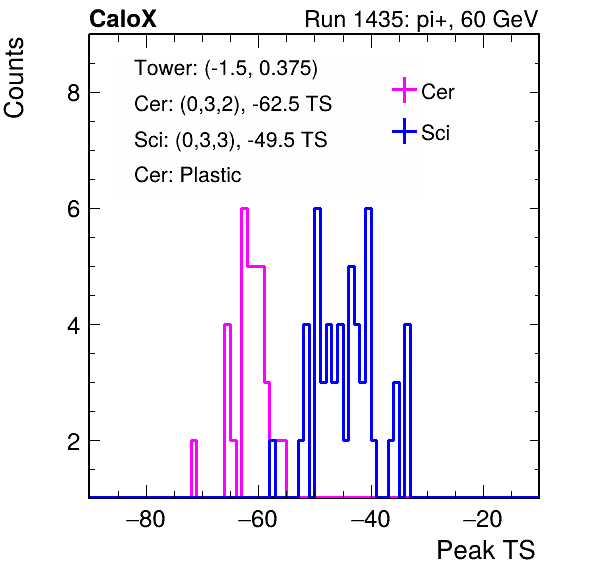 CaloX Run 1435: pi+, 60 GeV
Counts
Tower: (-1.5, 0.375)
Cer: (0,3,2), -62.5 TS
Sci: (0,3,3), -49.5 TS
Cer: Plastic
Cer
Sci
8
6
4
2
−80 −60 −40 −20
Peak TS